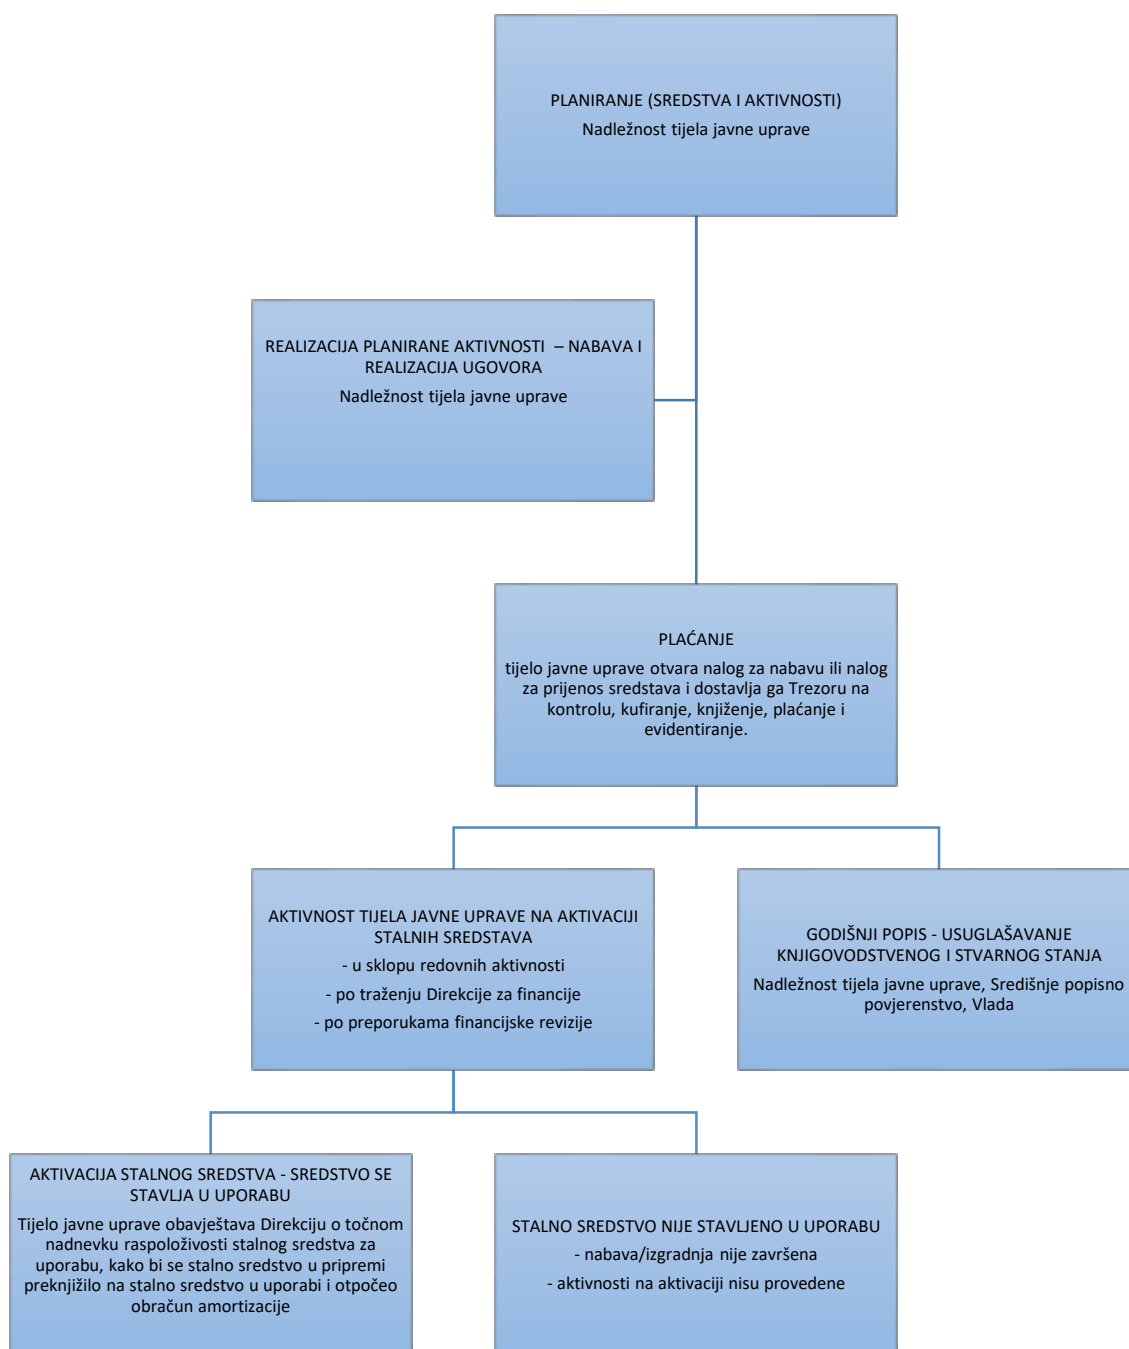 PLANIRANJE (SREDSTVA I AKTIVNOSTI)
Nadležnost tijela javne uprave
REALIZACIJA PLANIRANE AKTIVNOSTI – NABAVA I
REALIZACIJA UGOVORA
Nadležnost tijela javne uprave
PLAĆANJE
tijelo javne uprave otvara nalog za nabavu ili nalog
za prijenos sredstava i dostavlja ga Trezoru na
kontrolu, kufiranje, knjiženje, plaćanje i
evidentiranje.
AKTIVNOST TIJELA JAVNE UPRAVE NA AKTIVACIJI
STALNIH SREDSTAVA
- u sklopu redovnih aktivnosti
- po traženju Direkcije za financije
- po preporukama financijske revizije
GODIŠNJI POPIS - USUGLAŠAVANJE
KNJIGOVODSTVENOG I STVARNOG STANJA
Nadležnost tijela javne uprave, Središnje popisno
povjerenstvo, Vlada
AKTIVACIJA STALNOG SREDSTVA - SREDSTVO SE
STAVLJA U UPORABU
Tijelo javne uprave obavještava Direkciju o točnom
nadnevku raspoloživosti stalnog sredstva za
uporabu, kako bi se stalno sredstvo u pripremi
preknjižilo na stalno sredstvo u uporabi i otpočeo
obračun amortizacije
STALNO SREDSTVO NIJE STAVLJENO U UPORABU
- nabava/izgradnja nije završena
- aktivnosti na aktivaciji nisu provedene